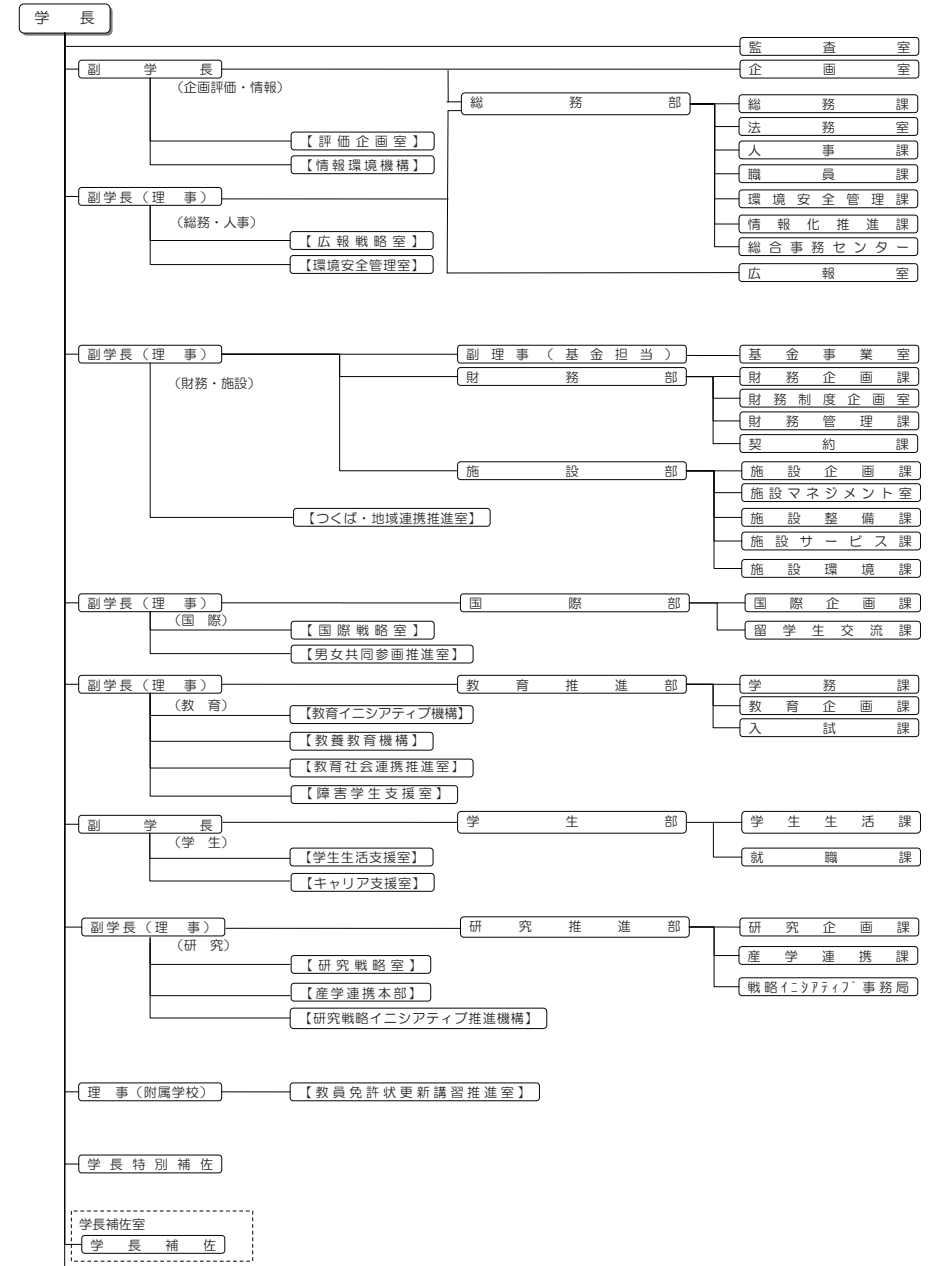 学長
監査室
副学長
企画室
(企画評価・情報)
総務部
総務課
法務室
【評価企画室】
人事課
【情報環境機構】
職員課
副学長(理 事)
環境安全管理課
(総務・人事)
情報化推進課
【広報戦略室】
総合事務センター
【環境安全管理室】
広報室
副学長(理 事)
副理事(基金担当)
基金事業室
(財務・施設)
財務部
財務企画課
財務制度企画室
財務管理課
契約課
施設部
施設企画課
施設マネジメント室
【つくば・地域連携推進室】
施設整備課
施設サービス課
施設環境課
副学長(理 事)
国際部
国際企画課
(国 際)
【国際戦略室】
留学生交流課
【男女共同参画推進室】
副学長(理 事)
教育推進部
学務課
(教 育)
教育企画課
【教育イニシアティブ機構】
入試課
【教養教育機構】
【教育社会連携推進室】
【障害学生支援室】
副学長
学生部
学生生活課
(学 生)
【学生生活支援室】
就職課
【キャリア支援室】
副学長(理 事)
研究推進部
研究企画課
(研 究)
産学連携課
【研究戦略室】
戦略イニシアティブ事務局
【産学連携本部】
【研究戦略イニシアティブ推進機構】
理 事(附属学校)
【教員免許状更新講習推進室】
学長特別補佐
学長補佐室
学長補佐